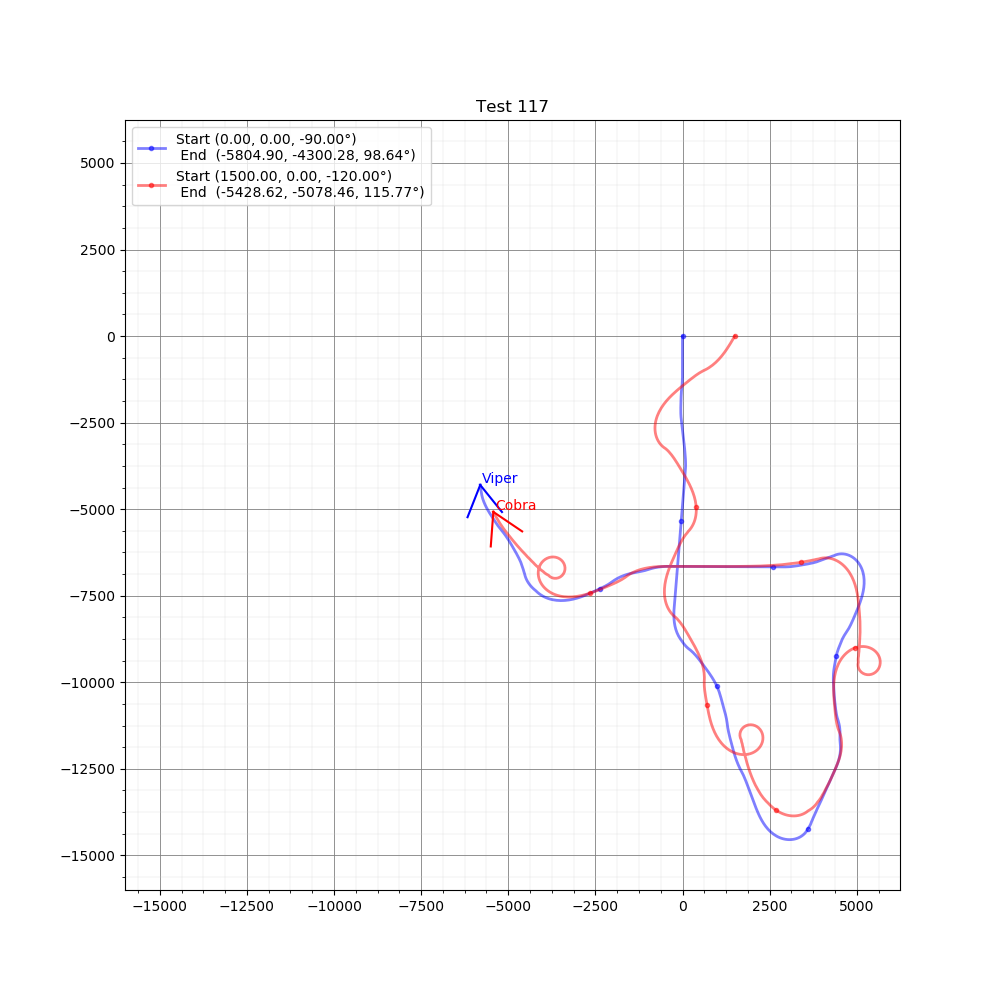 Test 117
Start (0.00, 0.00, -90.00°)
End (-5804.90, -4300.28, 98.64°)
Start (1500.00, 0.00, -120.00°)
End (-5428.62, -5078.46, 115.77°)
5000
2500
0
−2500
−5000
−7500
−10000
−12500
−15000
Viper
Cobra
−15000 −12500 −10000 −7500 −5000 −2500 0 2500 5000